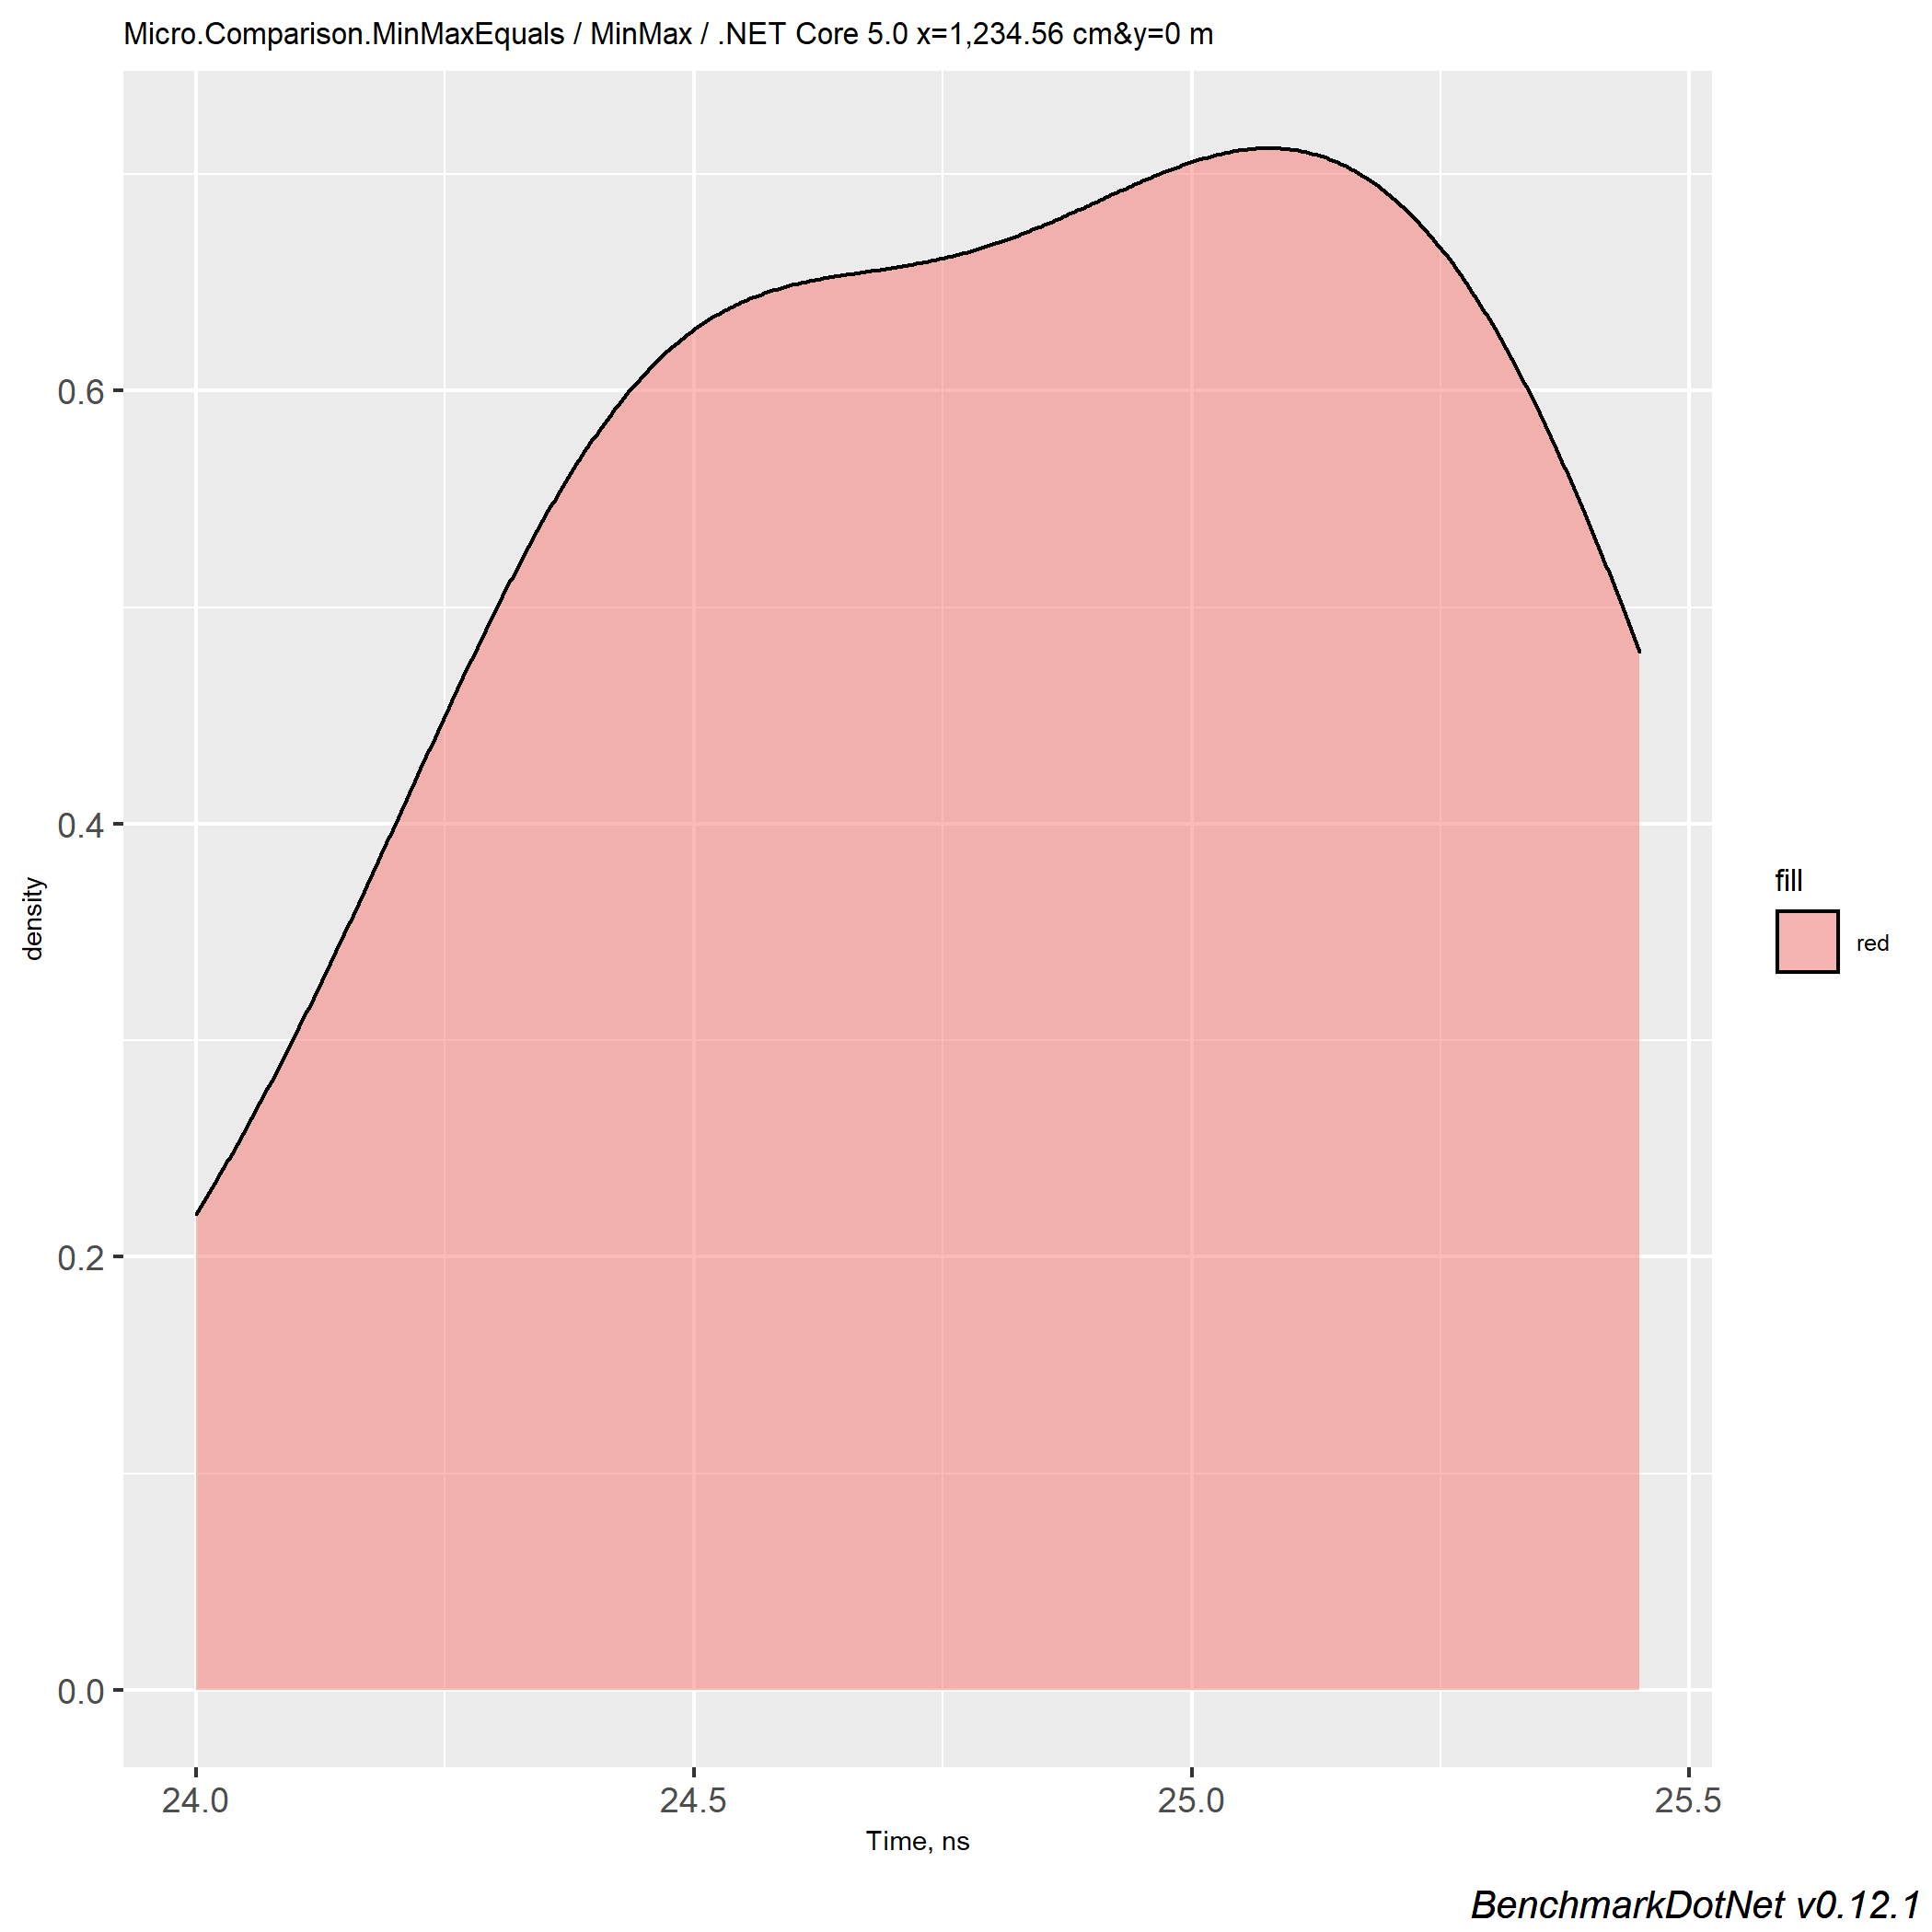 Micro.Comparison.MinMaxEquals / MinMax / .NET Core 5.0 x=1,234.56 cm&y=0 m
density
0.6
0.4
0.2
0.0
24.0 24.5 25.0 25.5
Time, ns
fill
red
BenchmarkDotNet v0.12.1